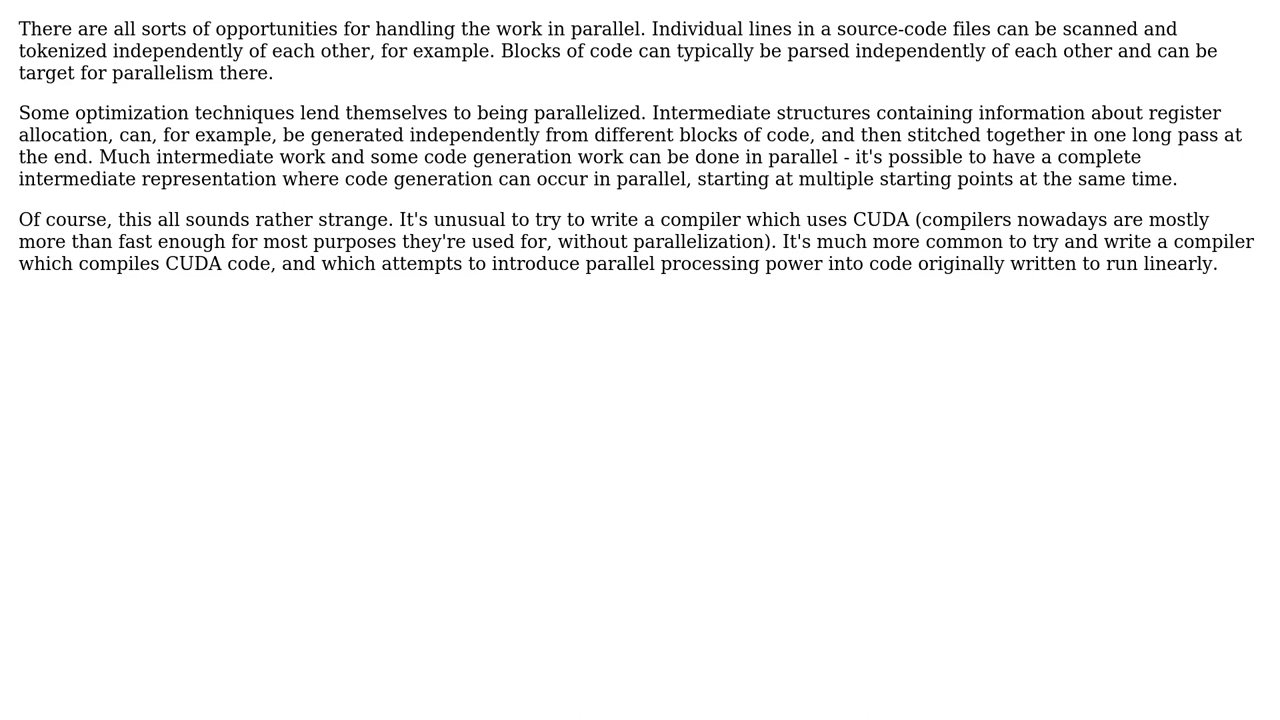 There are all sorts of opportunities for handling the work in parallel. Individual lines in a source-code files can be scanned and
tokenized independently of each other, for example. Blocks of code can typically be parsed independently of each other and can be
target for parallelism there.
Some optimization techniques lend themselves to being parallelized. Intermediate structures containing information about register
allocation, can, for example, be generated independently from different blocks of code, and then stitched together in one long pass at
the end. Much intermediate work and some code generation work can be done in parallel - it's possible to have a complete
intermediate representation where code generation can occur in parallel, starting at multiple starting points at the same time.
Of course, this all sounds rather strange. It's unusual to try to write a compiler which uses CUDA (compilers nowadays are mostly
more than fast enough for most purposes they're used for, without parallelization). It's much more common to try and write a compiler
which compiles CUDA code, and which attempts to introduce parallel processing power into code originally written to run linearly.